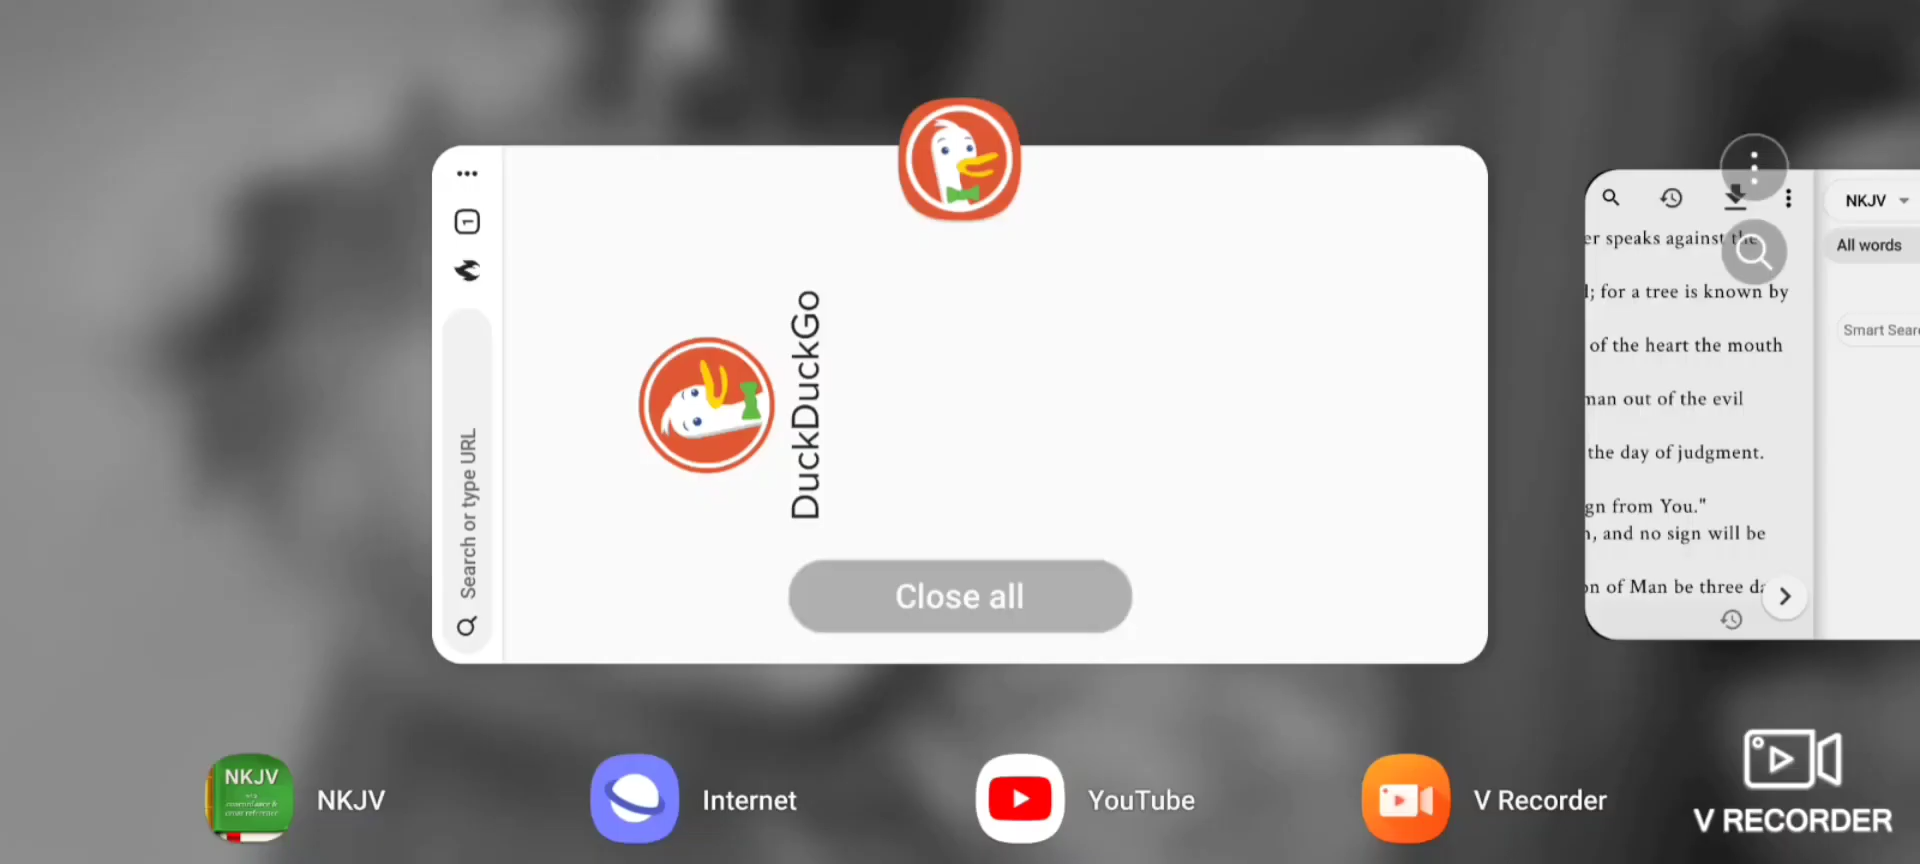 1
Search or type URL
DuckDuckGo
Close all
er speaks against the
; for a tree is known by
of the heart the mouth
man out of the evil
the day of judgment.
gn from You."
, and no sign will be
on of Man be three
NKJV
All words
Smart
NKJV
NKJV
Internet
YouTube
V Recorder
V RECORDER